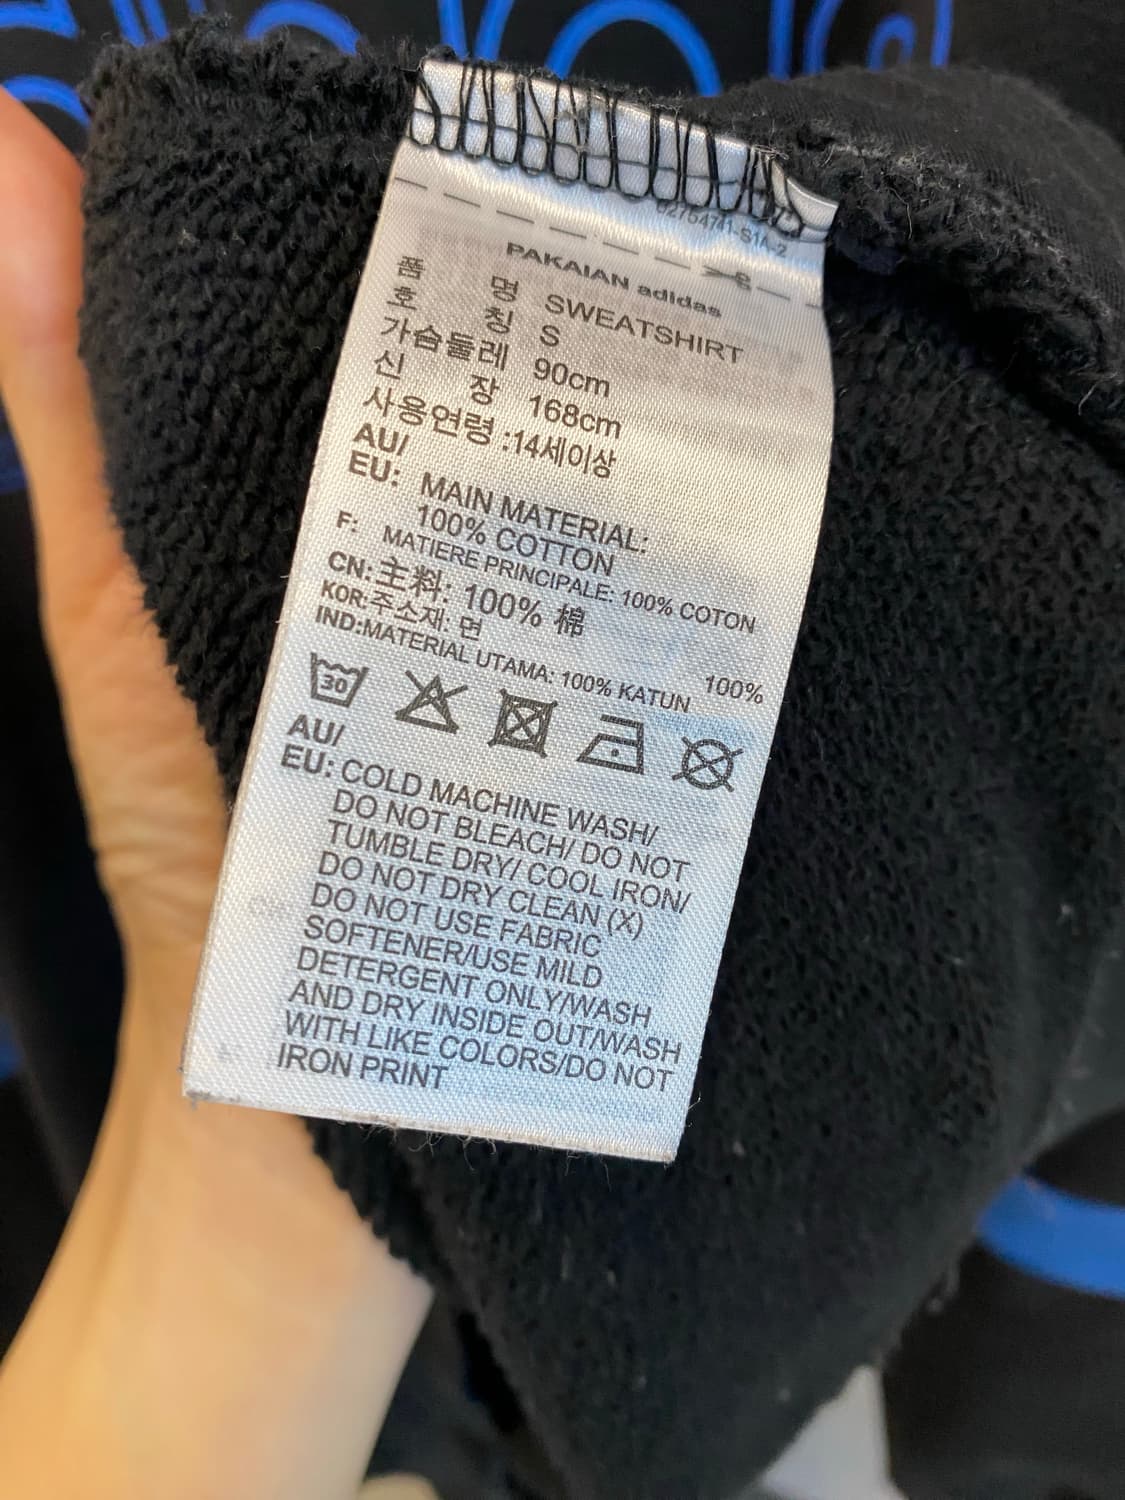 62764741-S1A-2
PAKAIAN adidas
품 명 SWEATSHIRT
호 칭 S
가슴둘레 90cm
신 장 168cm
사용연령 :14세이상
AU/
EU: MAIN MATERIAL:
100% COTTON
F: MATIERE PRINCIPALE: 100% COTON
CN:主料: 100% 棉
KOR:주소재: 면 100%
IND:MATERIAL UTAMA: 100% KATUN
30
AU/
EU: COLD MACHINE WASH/
DO NOT BLEACH/ DO NOT
TUMBLE DRY/ COOL IRON/
DO NOT DRY CLEAN (X)
DO NOT USE FABRIC
SOFTENER/USE MILD
DETERGENT ONLY/WASH
AND DRY INSIDE OUT/WASH
WITH LIKE COLORS/DO NOT
IRON PRINT